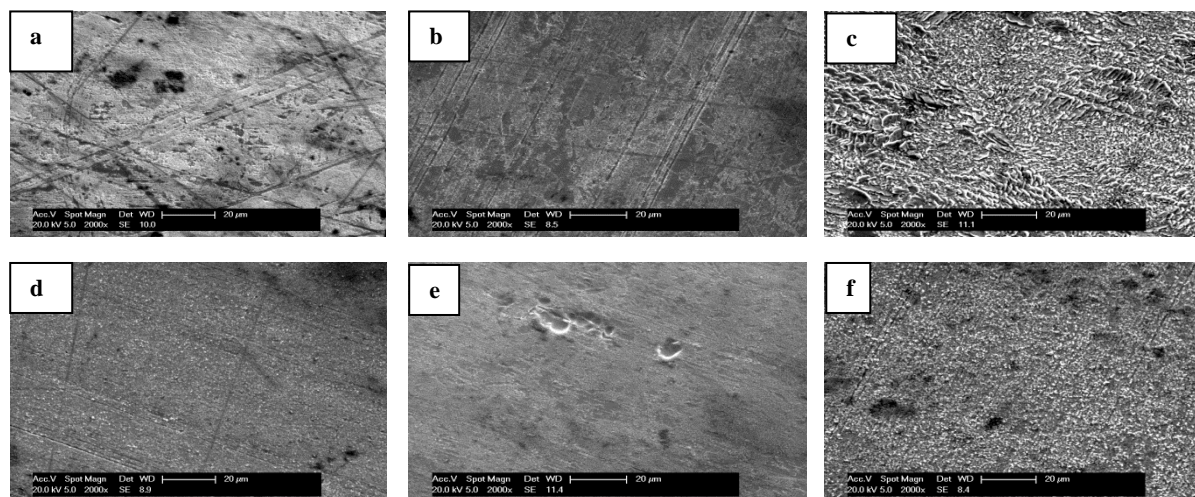 a
Acc.V Spot Magn Det WD 20 µm
20.0 kV 5.0 2000x SE 10.0
b
Acc.V Spot Magn Det WD 20 µm
20.0 kV 5.0 2000x SE 8.5
c
Acc.V Spot Magn Det WD 20 µm
20.0 kV 5.0 2000x SE 11.1
d
Acc.V Spot Magn Det WD 20 µm
20.0 kV 5.0 2000x SE 8.9
e
Acc.V Spot Magn Det WD 20 µm
20.0 kV 5.0 2000x SE 11.4
f
Acc.V Spot Magn Det WD 20 µm
20.0 kV 5.0 2000x SE 8.4